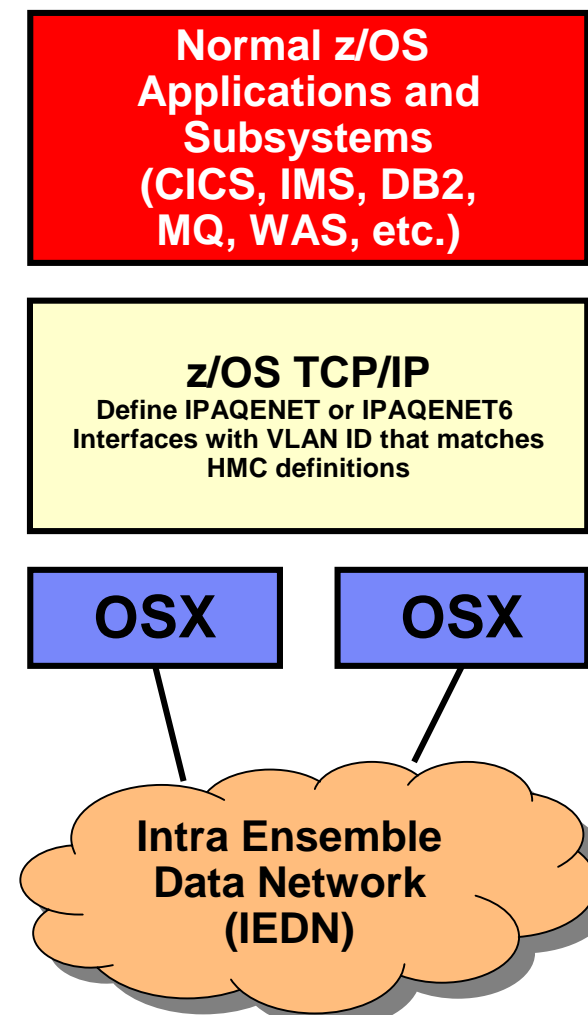 Normal z/OS
Applications and
Subsystems
(CICS, IMS, DB2,
MQ, WAS, etc.)
z/OS TCP/IP
Define IPAQENET or IPAQENET6
Interfaces with VLAN ID that matches
HMC definitions
OSX
OSX
Intra Ensemble
Data Network
(IEDN)